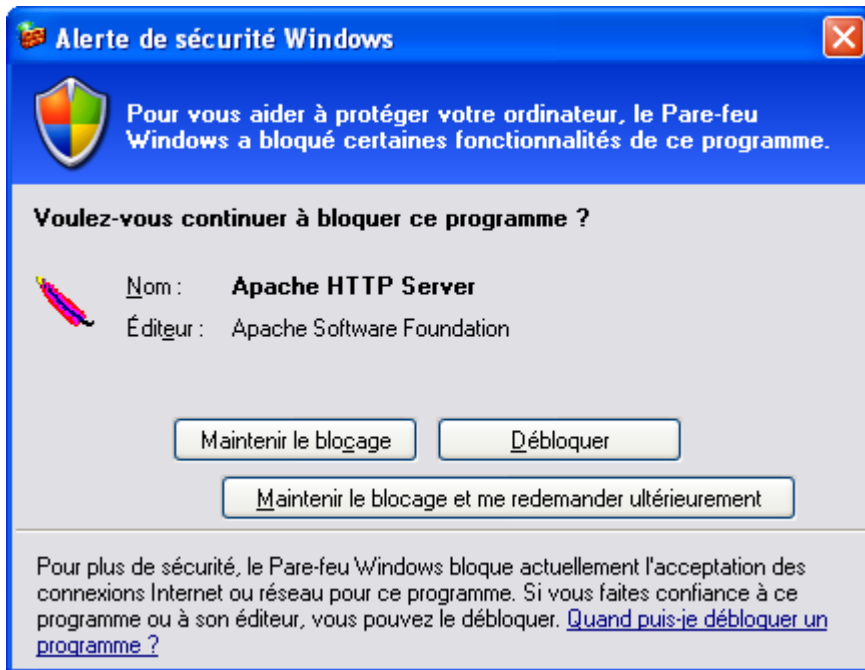 Alerte de sécurité Windows
Pour vous aider à protéger votre ordinateur, le Pare-feu
Windows a bloqué certaines fonctionnalités de ce programme.
Voulez-vous continuer à bloquer ce programme ?
Nom : Apache HTTP Server
Éditeur : Apache Software Foundation
Maintenir le blocage Débloquer
Maintenir le blocage et me redemander ultérieurement
Pour plus de sécurité, le Pare-feu Windows bloque actuellement l'acceptation des
connexions Internet ou réseau pour ce programme. Si vous faites confiance à ce
programme ou à son éditeur, vous pouvez le débloquer. Quand puis-je débloquer un
programme ?